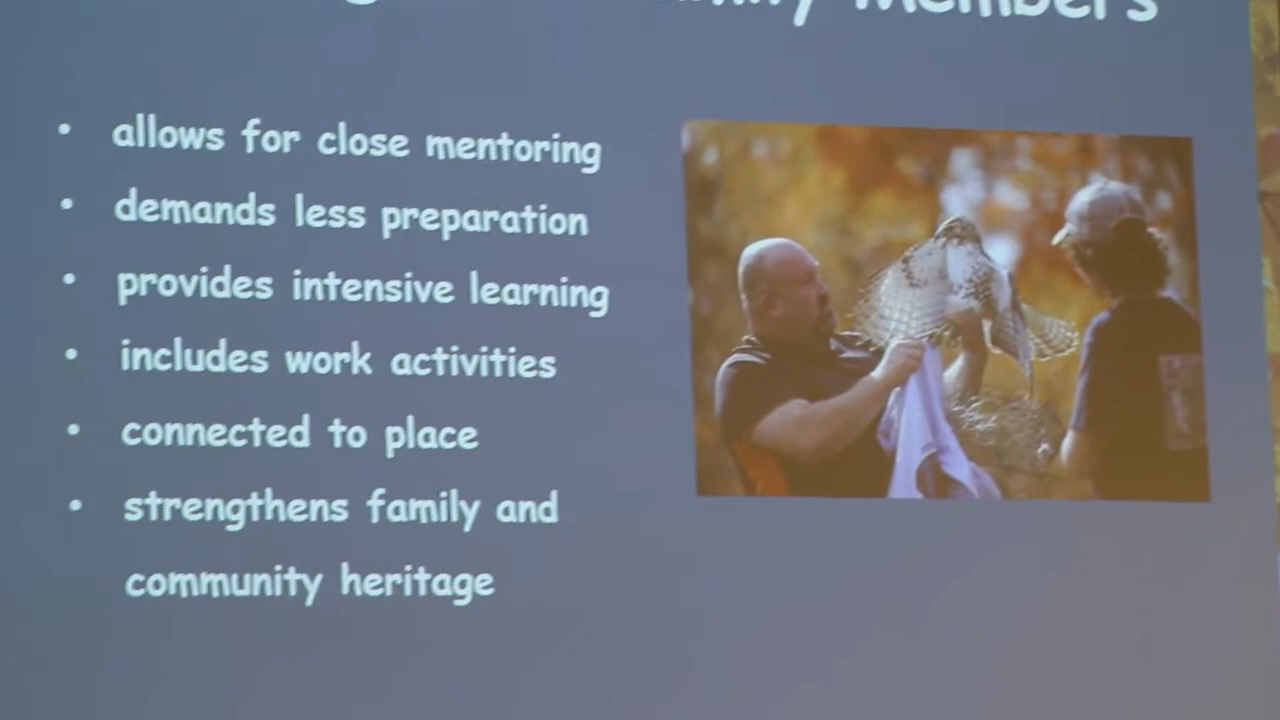 Members
• allows for close mentoring
• demands less preparation
• provides intensive learning
• includes work activities
• connected to place
• strengthens family and
community heritage